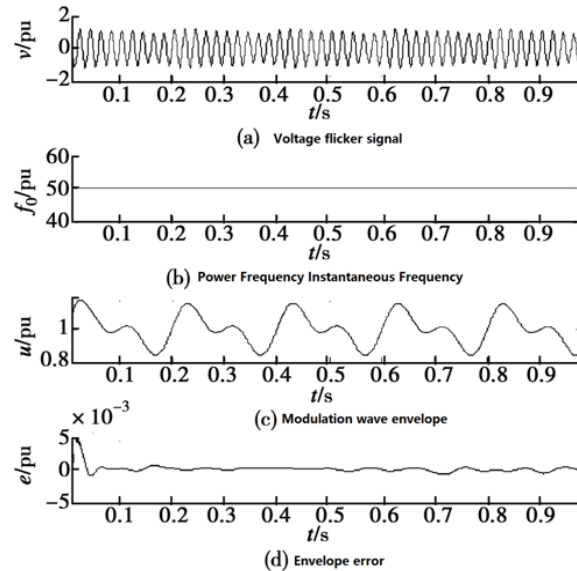 v/pu
2
0
−2
0.1 0.2 0.3 0.4 0.5 0.6 0.7 0.8 0.9
t/s
(a) Voltage flicker signal
f₀/pu
60
50
40
0.1 0.2 0.3 0.4 0.5 0.6 0.7 0.8 0.9
t/s
(b) Power Frequency Instantaneous Frequency
u/pu
1
0.8
0.1 0.2 0.3 0.4 0.5 0.6 0.7 0.8 0.9
t/s
(c) Modulation wave envelope
× 10⁻³
e/pu
5
0
−5
0.1 0.2 0.3 0.4 0.5 0.6 0.7 0.8 0.9
t/s
(d) Envelope error